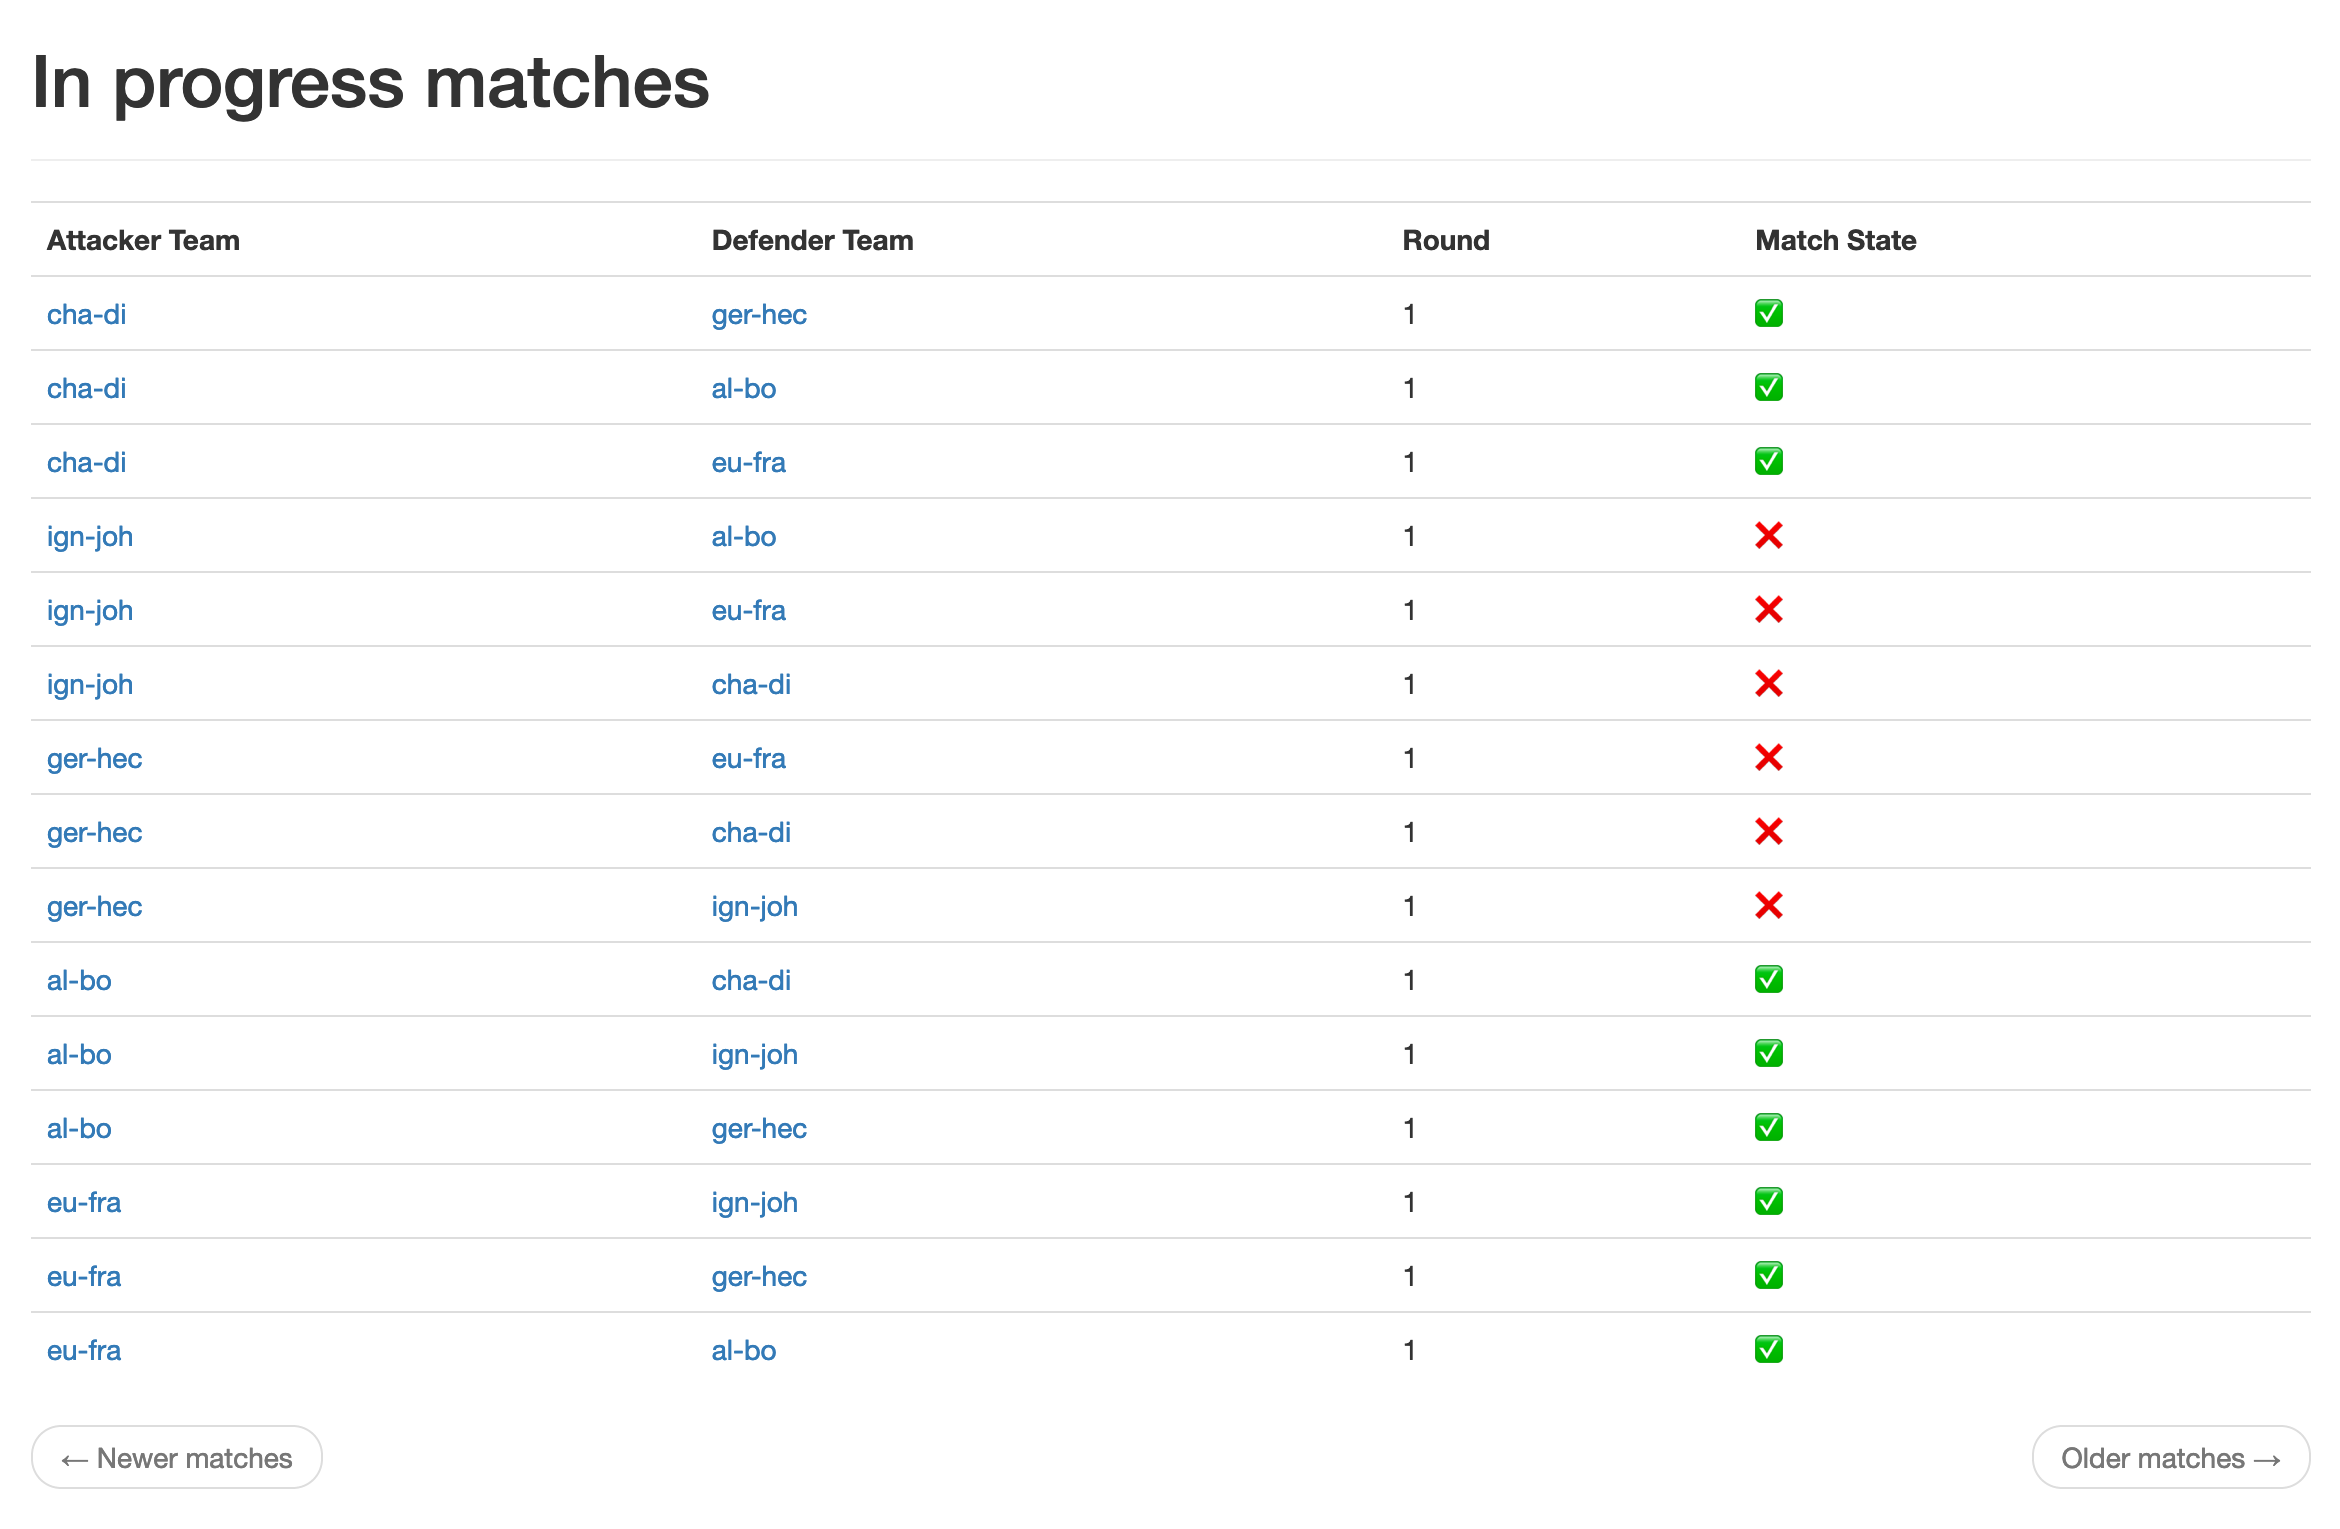 In progress matches
Attacker Team Defender Team Round Match State
cha-di ger-hec 1 ✅
cha-di al-bo 1 ✅
cha-di eu-fra 1 ✅
ign-joh al-bo 1 ❌
ign-joh eu-fra 1 ❌
ign-joh cha-di 1 ❌
ger-hec eu-fra 1 ❌
ger-hec cha-di 1 ❌
ger-hec ign-joh 1 ❌
al-bo cha-di 1 ✅
al-bo ign-joh 1 ✅
al-bo ger-hec 1 ✅
eu-fra ign-joh 1 ✅
eu-fra ger-hec 1 ✅
eu-fra al-bo 1 ✅
← Newer matches Older matches →